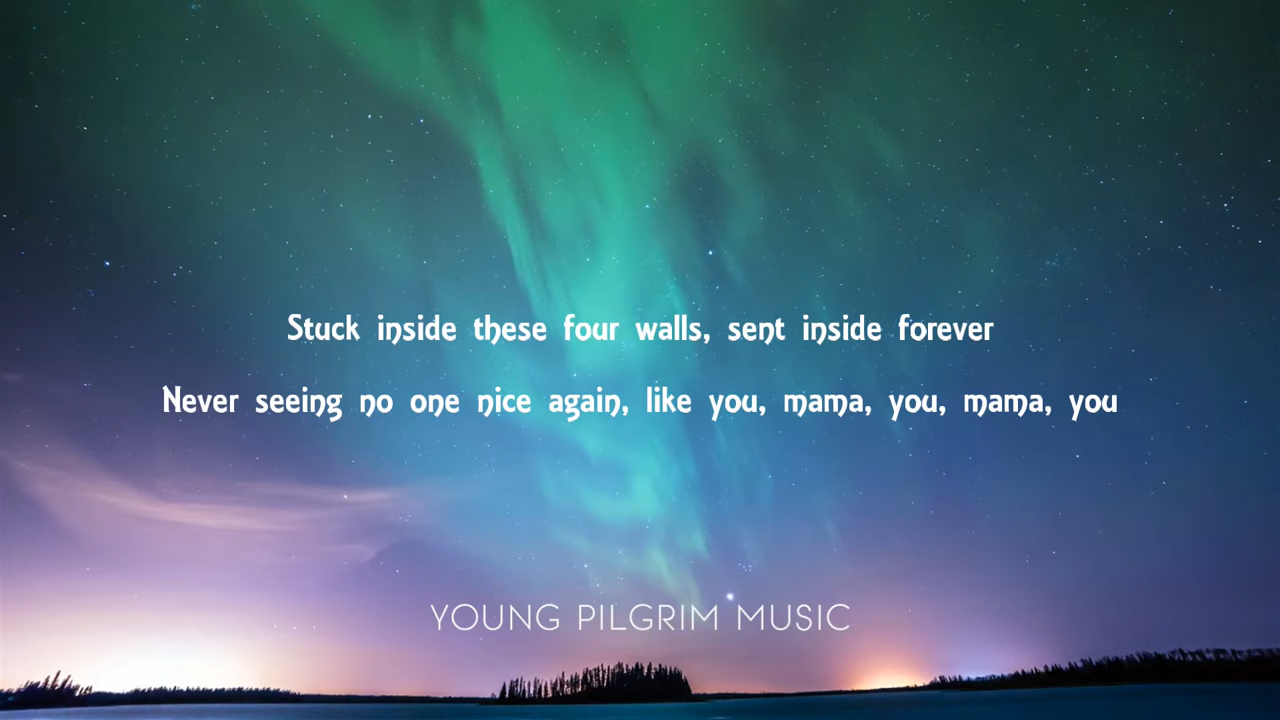 Stuck inside these four walls, sent inside forever
Never seeing no one nice again, like you, mama, you, mama, you
YOUNG PILGRIM MUSIC